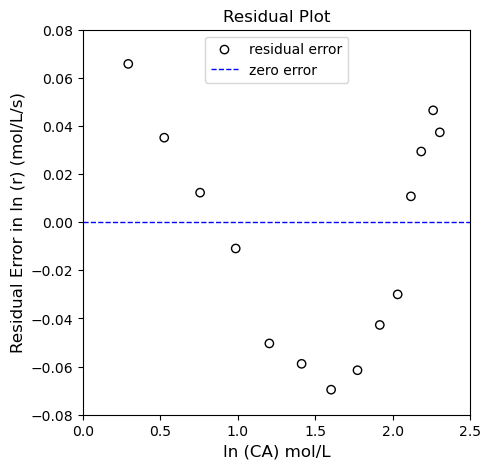 Residual Plot
residual error
zero error
Residual Error in ln (r) (mol/L/s)
0.08
0.06
0.04
0.02
0.00
−0.02
−0.04
−0.06
−0.08
0.0 0.5 1.0 1.5 2.0 2.5
ln (CA) mol/L